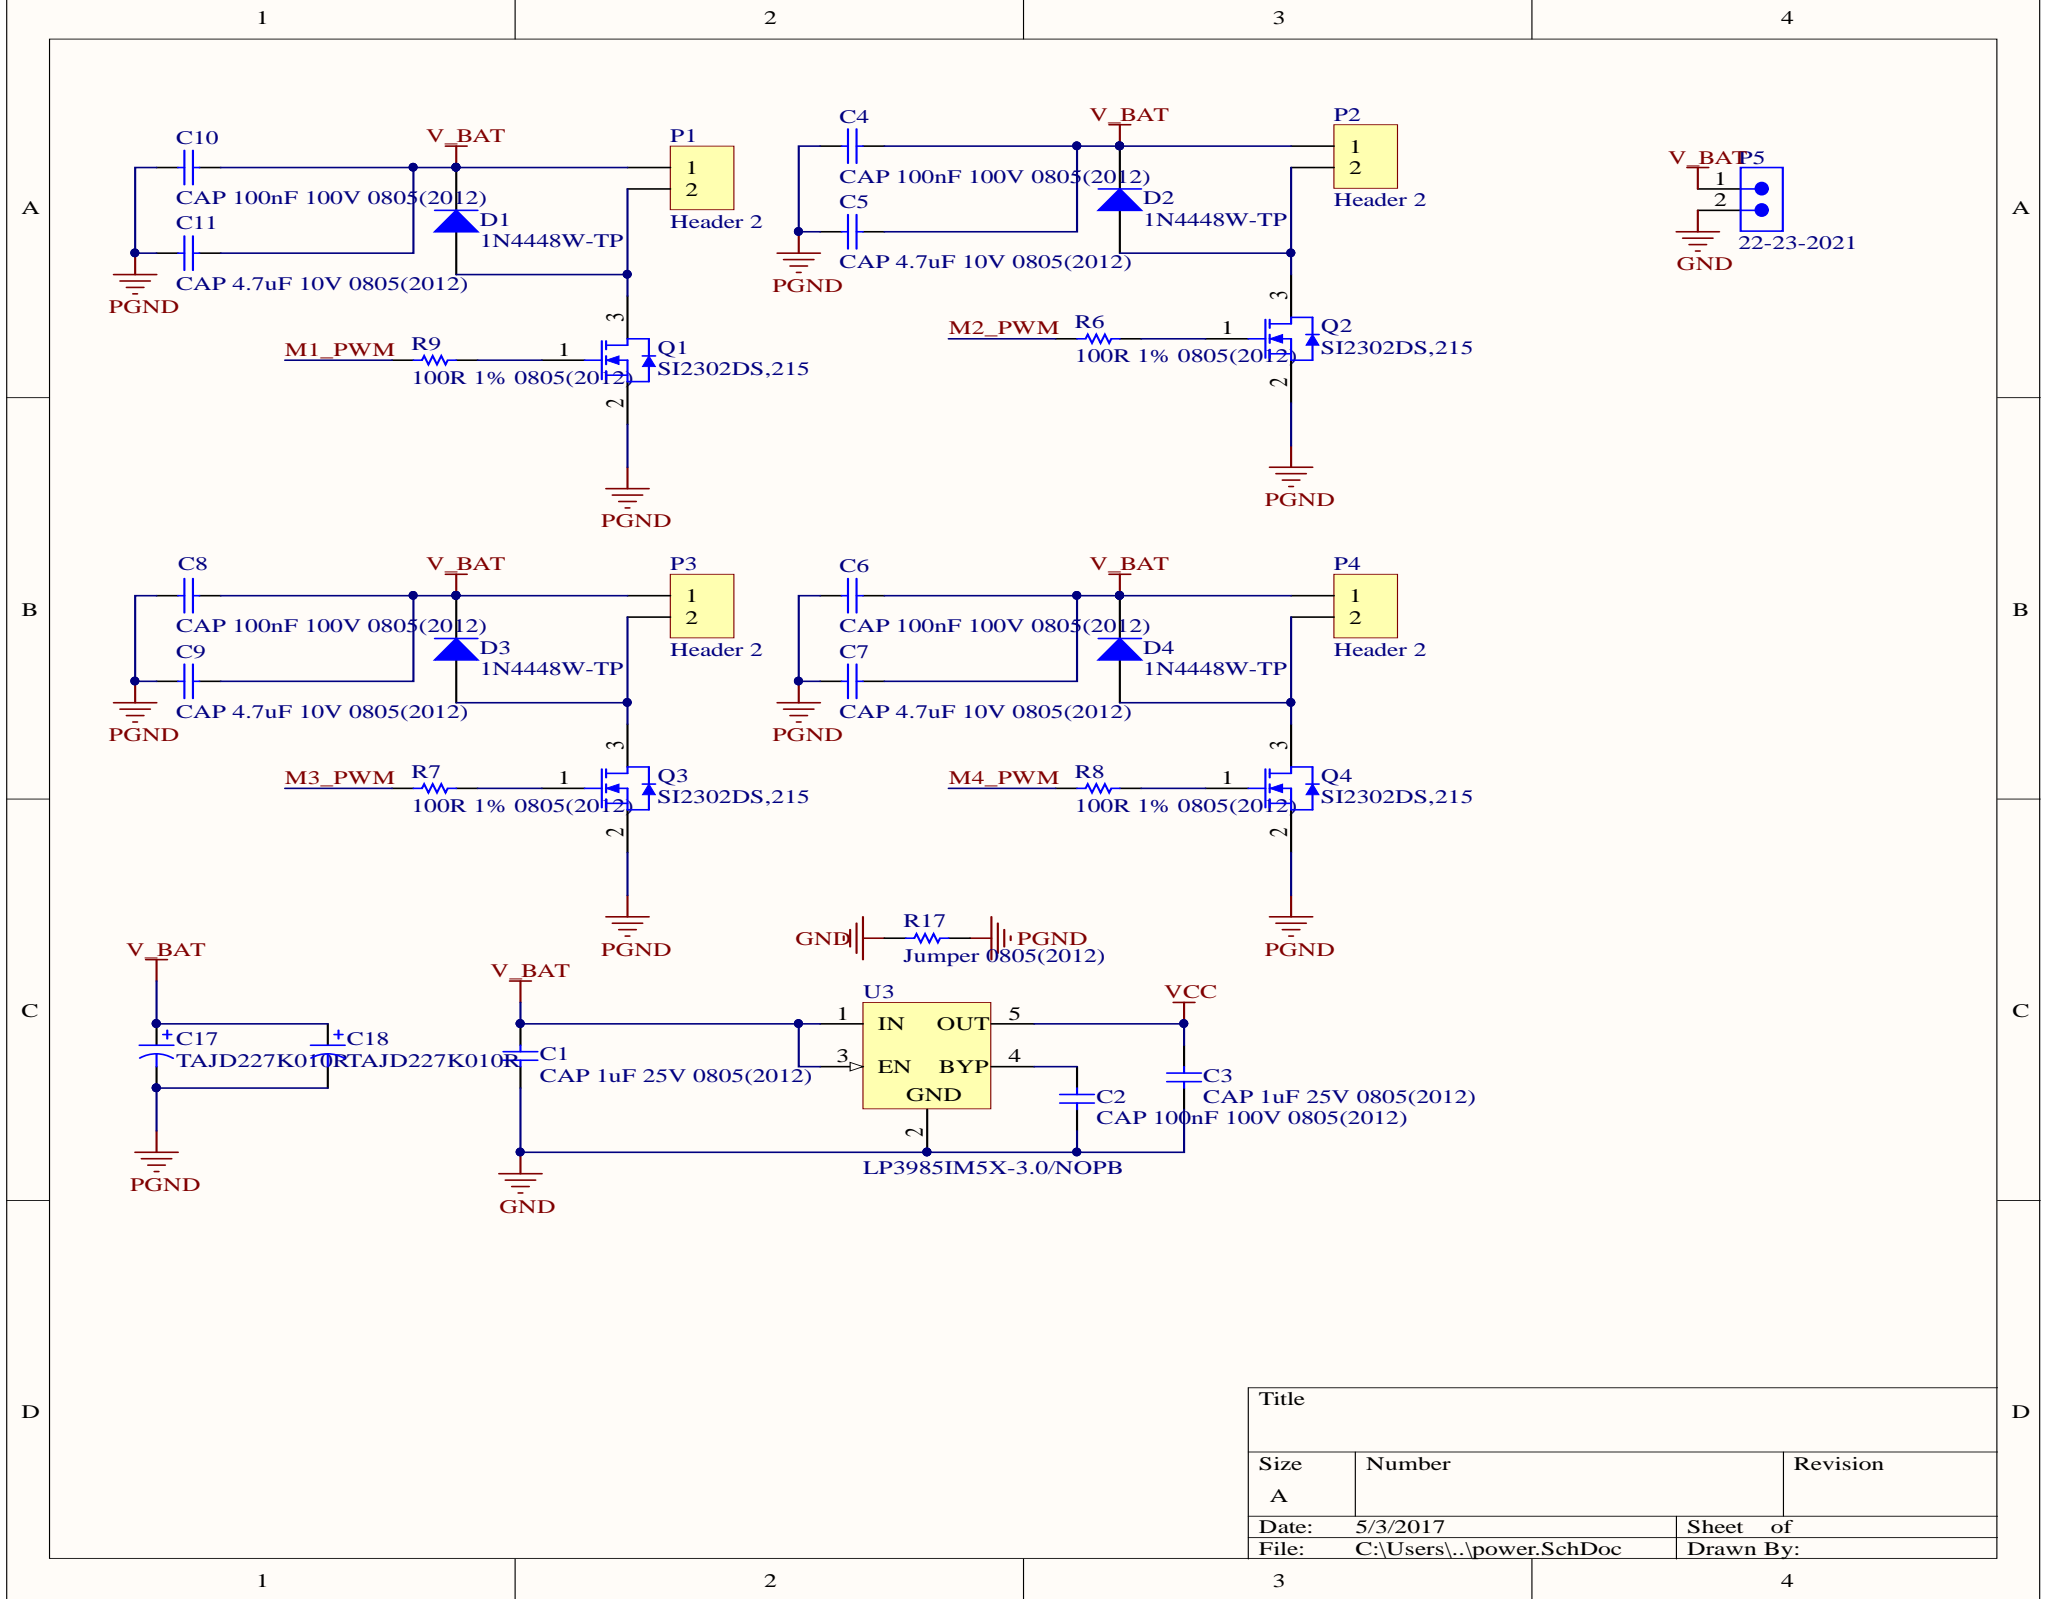 1 2 3 4
A A
B B
C C
D D
C10
CAP 100nF 100V 0805(2012)
C11
CAP 4.7uF 10V 0805(2012)
PGND
V_BAT
D1
1N4448W-TP
P1
1
2
Header 2
M1_PWM
R9
100R 1% 0805(2012)
1
3
2
Q1
SI2302DS,215
PGND
C4
CAP 100nF 100V 0805(2012)
C5
CAP 4.7uF 10V 0805(2012)
PGND
V_BAT
D2
1N4448W-TP
P2
1
2
Header 2
M2_PWM
R6
100R 1% 0805(2012)
1
3
2
Q2
SI2302DS,215
PGND
V_BAT
P5
1
2
22-23-2021
GND
C8
CAP 100nF 100V 0805(2012)
C9
CAP 4.7uF 10V 0805(2012)
PGND
V_BAT
D3
1N4448W-TP
P3
1
2
Header 2
M3_PWM
R7
100R 1% 0805(2012)
1
3
2
Q3
SI2302DS,215
PGND
C6
CAP 100nF 100V 0805(2012)
C7
CAP 4.7uF 10V 0805(2012)
PGND
V_BAT
D4
1N4448W-TP
P4
1
2
Header 2
M4_PWM
R8
100R 1% 0805(2012)
1
3
2
Q4
SI2302DS,215
PGND
GND
R17
Jumper 0805(2012)
PGND
V_BAT
+
C17
TAJD227K010R
+
C18
TAJD227K010R
PGND
V_BAT
C1
CAP 1uF 25V 0805(2012)
GND
U3
1 IN OUT 5
3 EN BYP 4
GND
2
LP3985IM5X-3.0/NOPB
VCC
C2
CAP 100nF 100V 0805(2012)
C3
CAP 1uF 25V 0805(2012)
Title
Size Number Revision
A
Date: 5/3/2017 Sheet of
File: C:\Users\..\power.SchDoc Drawn By:
1 2 3 4